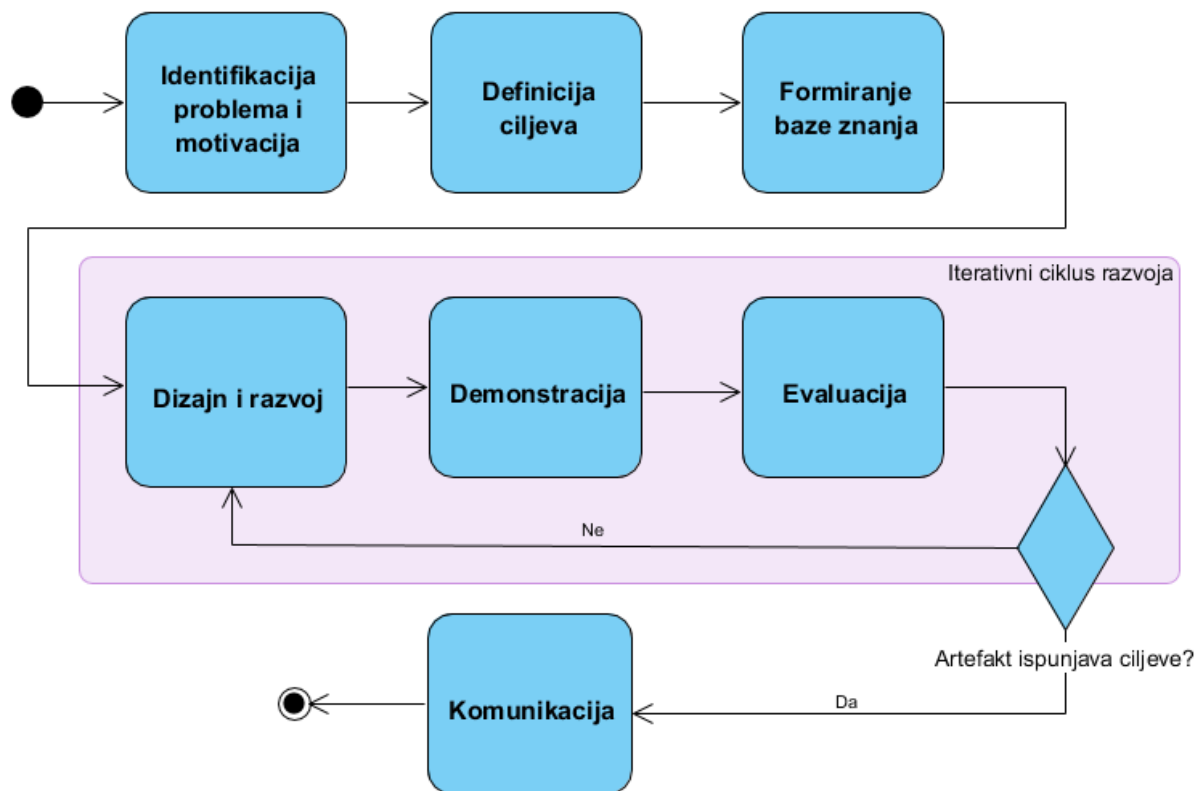 Identifikacija
problema i
motivacija
Definicija
ciljeva
Formiranje
baze znanja
Iterativni ciklus razvoja
Dizajn i razvoj
Demonstracija
Evaluacija
Ne
Artefakt ispunjava ciljeve?
Da
Komunikacija